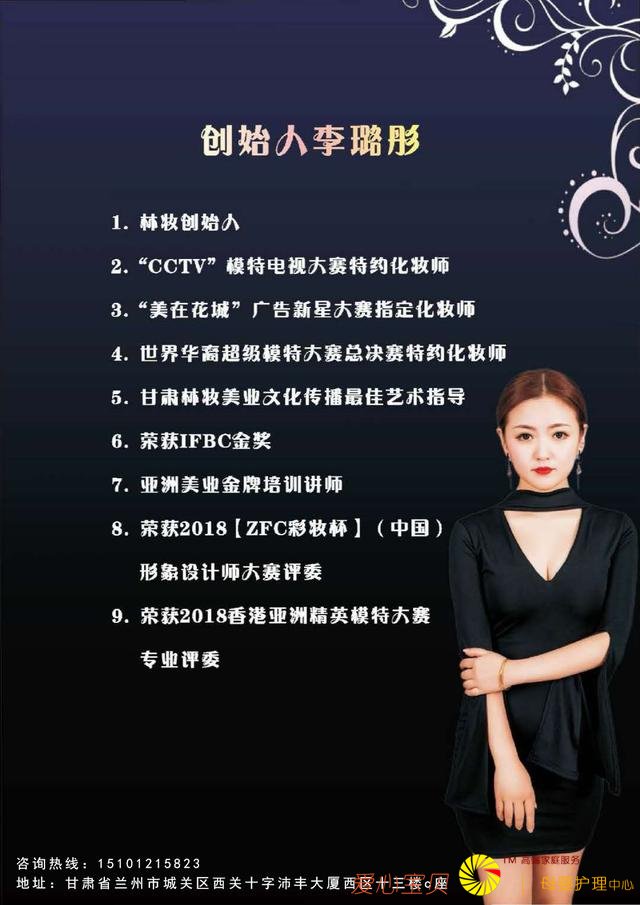 创始人李璐彤
1. 林妆创始人
2. “CCTV”模特电视大赛特约化妆师
3. “美在花城”广告新星大赛指定化妆师
4. 世界华裔超级模特大赛总决赛特约化妆师
5. 甘肃林妆美业文化传播最佳艺术指导
6. 荣获IFBC金奖
7. 亚洲美业金牌培训讲师
8. 荣获2018【ZFC彩妆杯】（中国）
形象设计师大赛评委
9. 荣获2018香港亚洲精英模特大赛
专业评委
咨询热线：15101215823
TM 高端家庭服务
地址：甘肃省兰州市城关区西关十字沛丰大厦西区十三楼c座
爱心宝贝
母婴护理中心